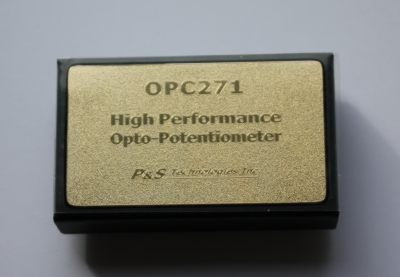 OPC271
High Performance
Opto-Potentiometer
P&S Technologies Inc